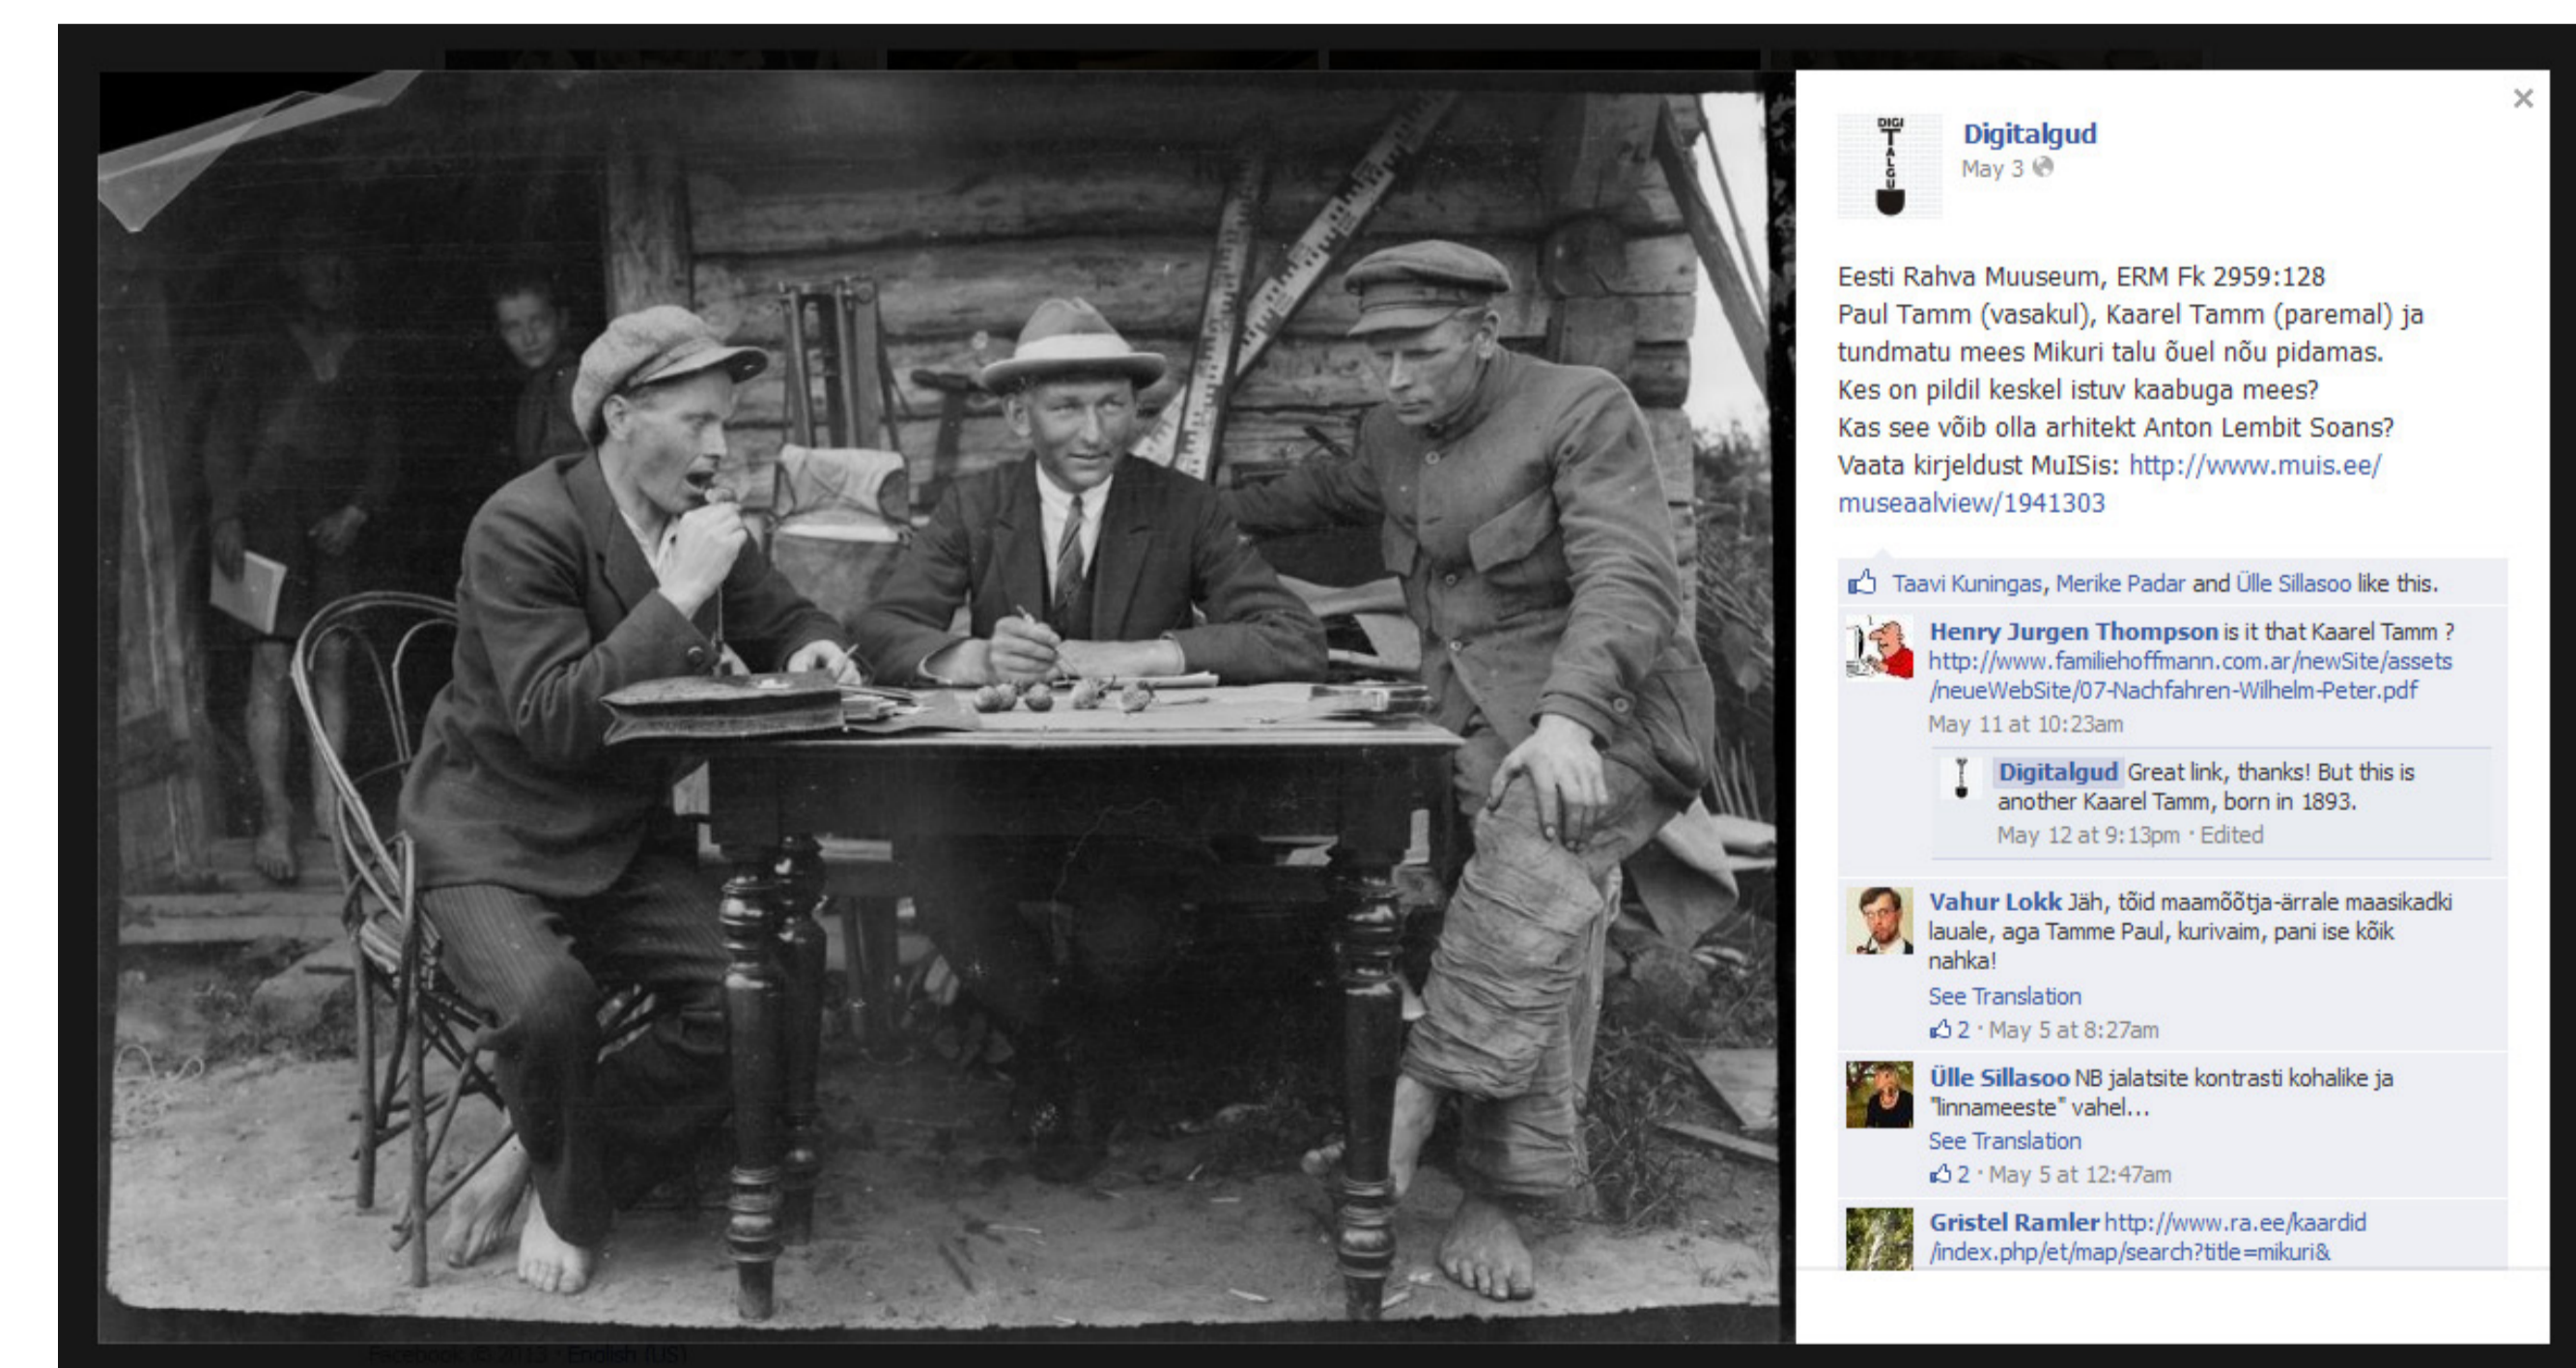 DIGI
TALGUD
Digitalgud
May 3
Eesti Rahva Muuseum, ERM Fk 2959:128
Paul Tamm (vasakul), Kaarel Tamm (paremal) ja
tundmatu mees Mikuri talu õuel nõu pidamas.
Kes on pildil keskel istuv kaabuga mees?
Kas see võib olla arhitekt Anton Lembit Soans?
Vaata kirjeldust MuISis: http://www.muis.ee/
museaalview/1941303
Taavi Kuningas, Merike Padar and Ülle Sillasoo like this.
Henry Jurgen Thompson is it that Kaarel Tamm ?
http://www.familiehoffmann.com.ar/newSite/assets
/neueWebSite/07-Nachfahren-Wilhelm-Peter.pdf
May 11 at 10:23am
Digitalgud Great link, thanks! But this is
another Kaarel Tamm, born in 1893.
May 12 at 9:13pm · Edited
Vahur Lokk Jäh, tõid maamõõtja-ärrale maasikadki
lauale, aga Tamme Paul, kurivaim, pani ise kõik
nahka!
See Translation
2 · May 5 at 8:27am
Ülle Sillasoo NB jalatsite kontrasti kohalike ja
"linnameeste" vahel...
See Translation
2 · May 5 at 12:47am
Gristel Ramler http://www.ra.ee/kaardid
/index.php/et/map/search?title=mikuri&
Facebook © 2013 · English (US)